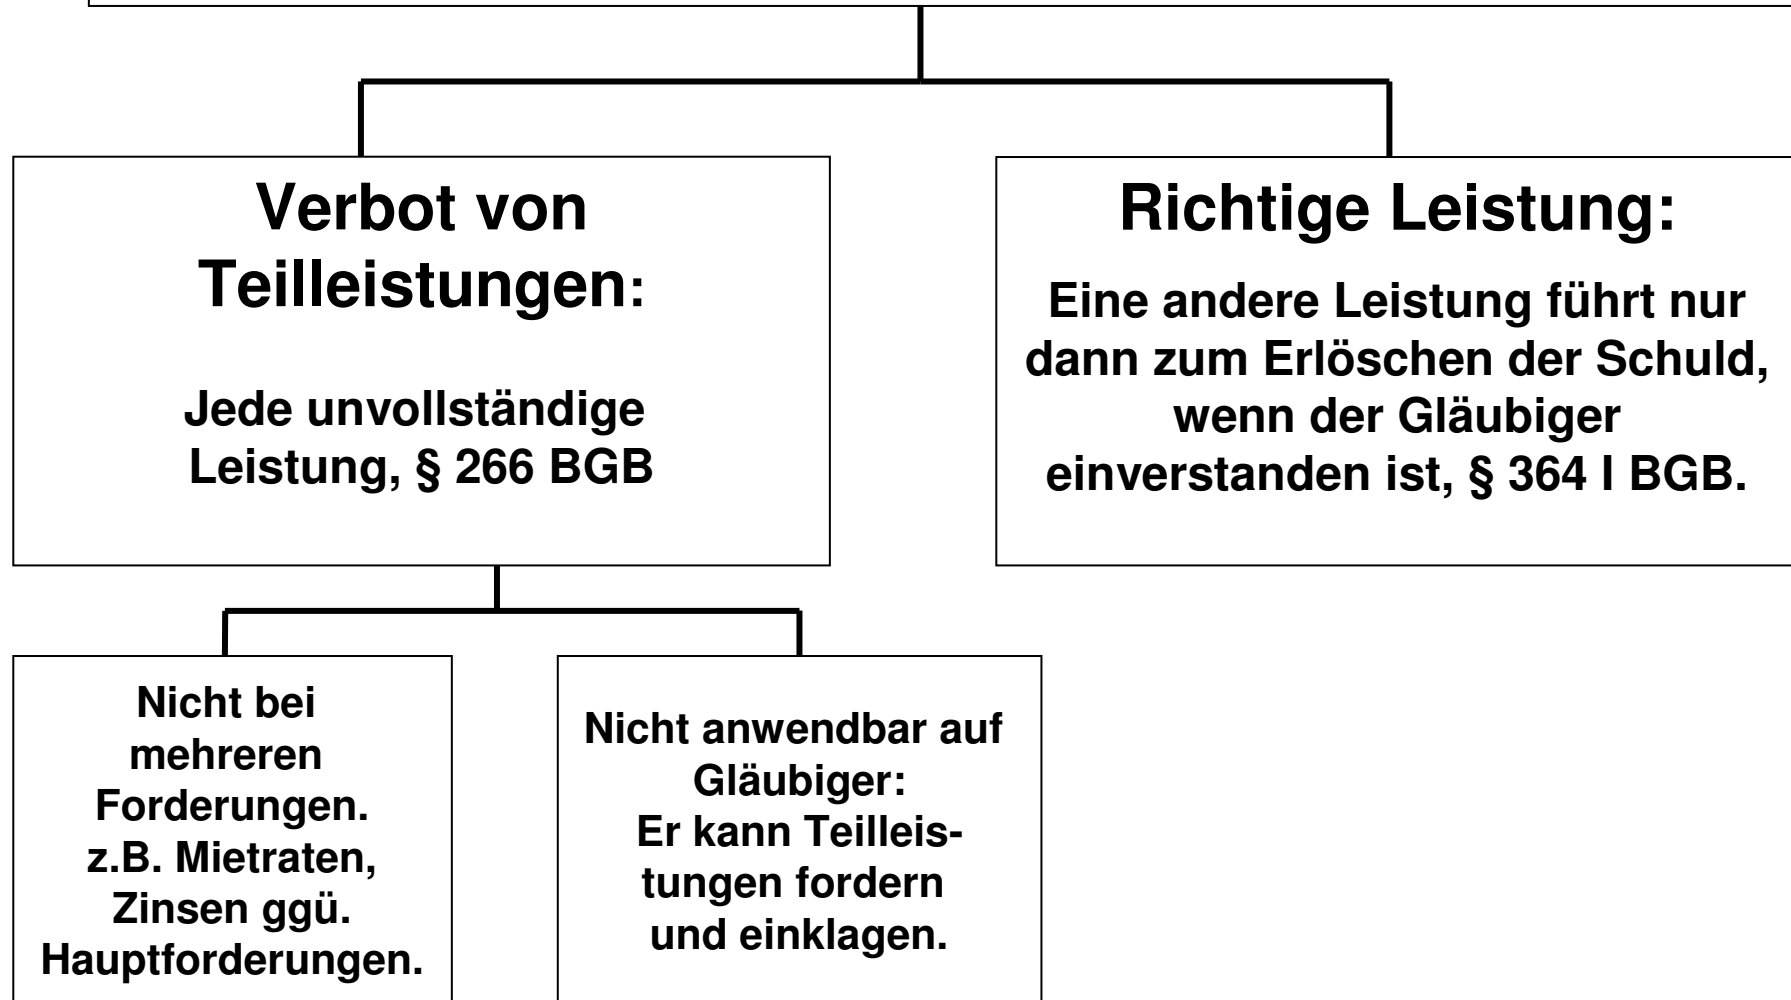 Verbot von
Teilleistungen:
Jede unvollständige
Leistung, § 266 BGB
Richtige Leistung:
Eine andere Leistung führt nur
dann zum Erlöschen der Schuld,
wenn der Gläubiger
einverstanden ist, § 364 I BGB.
Nicht bei
mehreren
Forderungen.
z.B. Mietraten,
Zinsen ggü.
Hauptforderungen.
Nicht anwendbar auf
Gläubiger:
Er kann Teilleis-
tungen fordern
und einklagen.